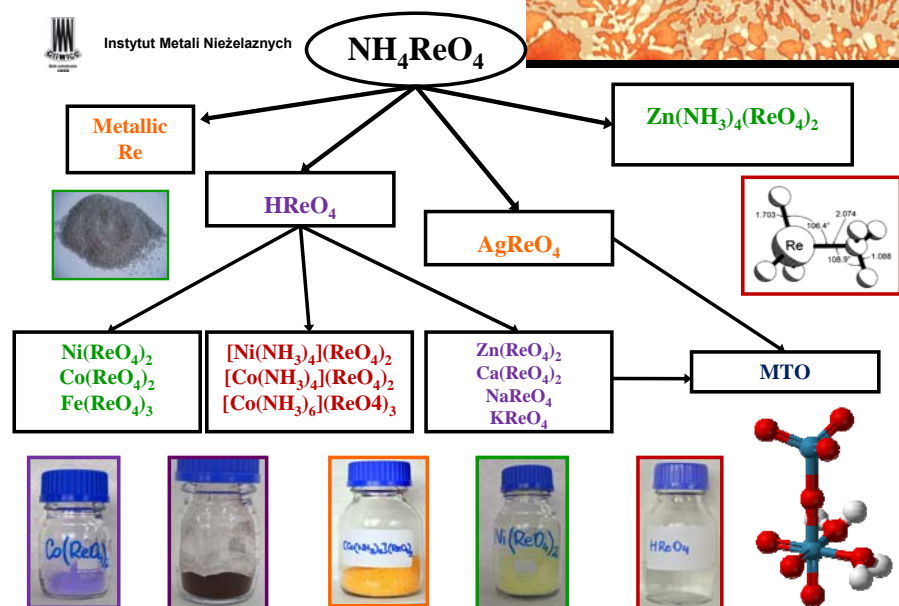 Instytut Metali Nieżelaznych
NH₄ReO₄
Metallic
Re
Zn(NH₃)₄(ReO₄)₂
HReO₄
AgReO₄
1.703
106.4°
2.074
Re
108.9°
1.088
Ni(ReO₄)₂
Co(ReO₄)₂
Fe(ReO₄)₃
[Ni(NH₃)₄](ReO₄)₂
[Co(NH₃)₄](ReO₄)₂
[Co(NH₃)₆](ReO4)₃
Zn(ReO₄)₂
Ca(ReO₄)₂
NaReO₄
KReO₄
MTO
Co(ReO₄)₂
Ni(ReO₄)₂
HReO₄